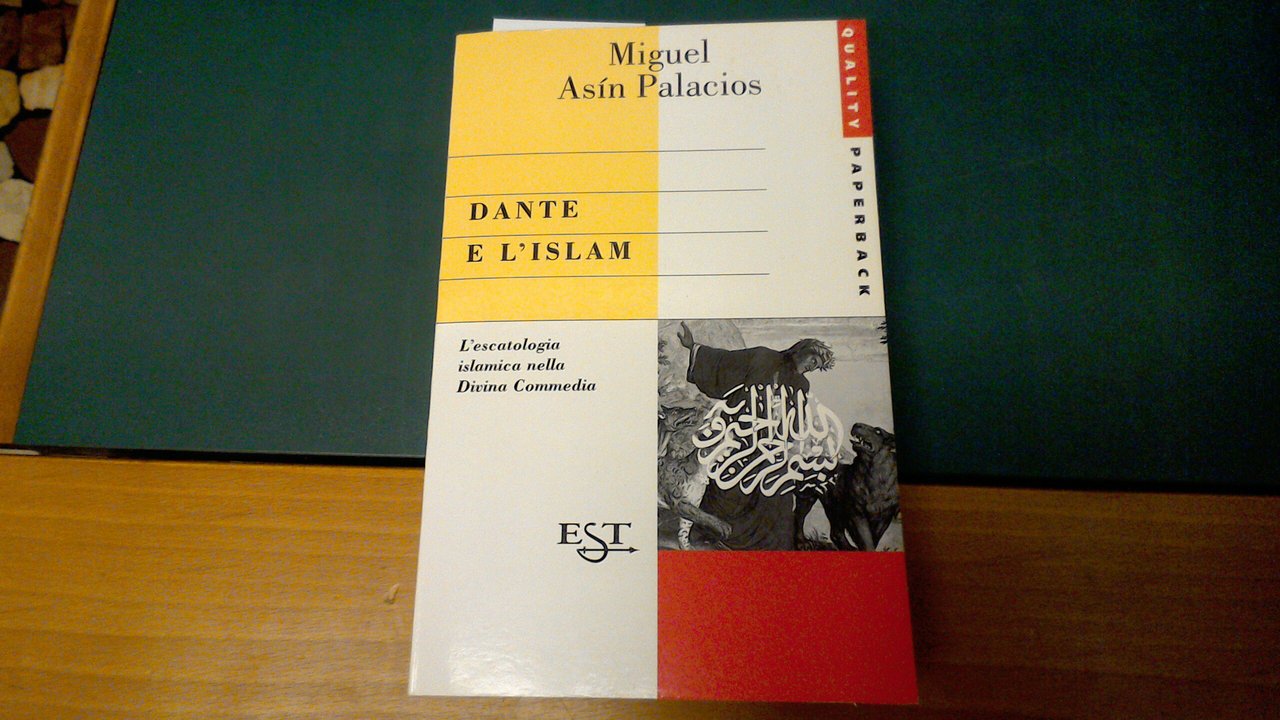 Miguel
Asín Palacios
QUALITY PAPERBACK
DANTE
E L'ISLAM
L'escatologia
islamica nella
Divina Commedia
بسم الله الرحمن الرحيم
EST